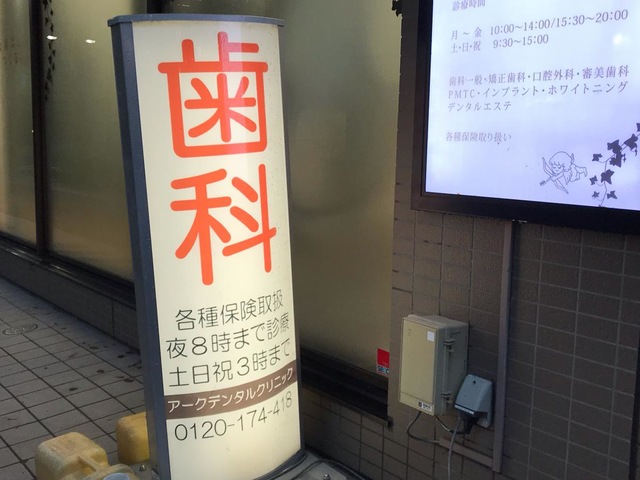 歯
科
各種保険取扱
夜8時まで診療
土日祝3時まで
アークデンタルクリニック
0120-174-418
診療時間
月～金 10:00~14:00/15:30~20:00
土・日・祝 9:30~15:00
歯科一般・矯正歯科・口腔外科・審美歯科
PMTC・インプラント・ホワイトニング
デンタルエステ
各種保険取り扱い